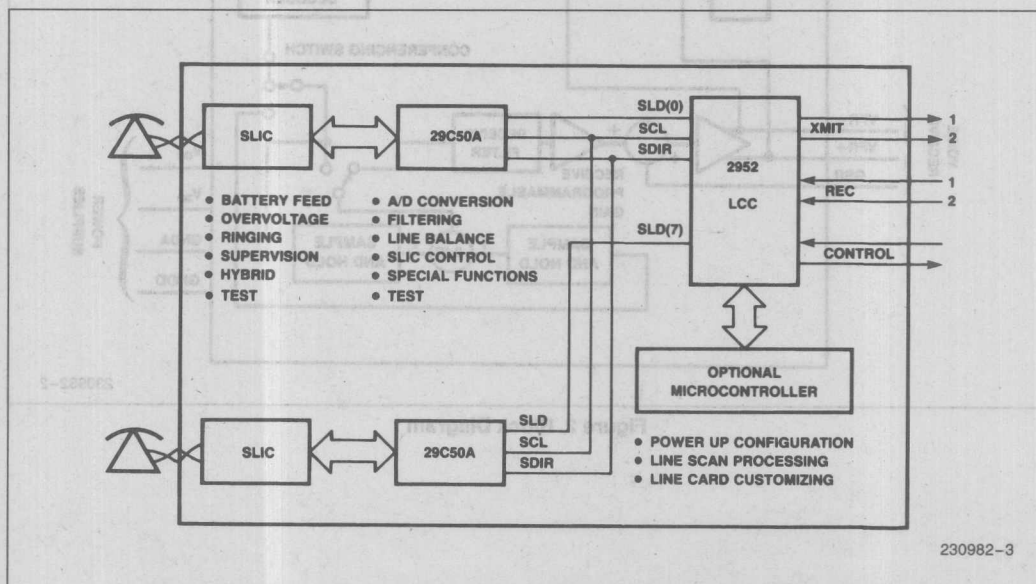 SLIC
29C50A
SLD(0)
SCL
SDIR
2952
LCC
XMIT
1
2
REC
1
2
CONTROL
SLD(7)
• BATTERY FEED
• OVERVOLTAGE
• RINGING
• SUPERVISION
• HYBRID
• TEST
• A/D CONVERSION
• FILTERING
• LINE BALANCE
• SLIC CONTROL
• SPECIAL FUNCTIONS
• TEST
OPTIONAL
MICROCONTROLLER
SLIC
29C50A
SLD
SCL
SDIR
• POWER UP CONFIGURATION
• LINE SCAN PROCESSING
• LINE CARD CUSTOMIZING
230982-3